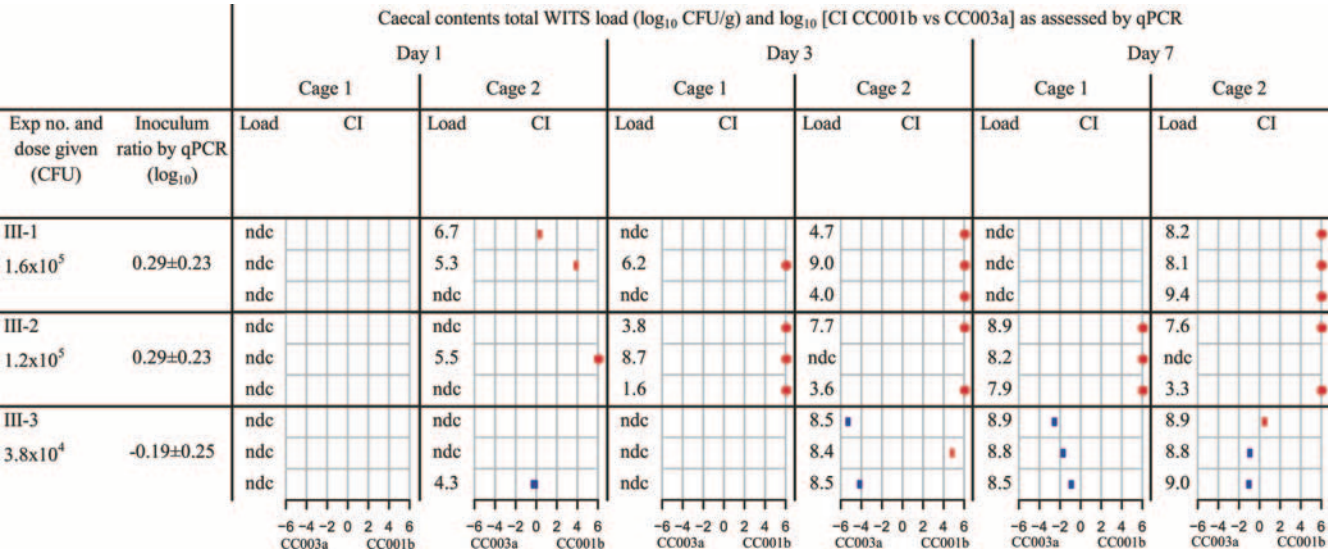 Caecal contents total WITS load (log10 CFU/g) and log10 [CI CC001b vs CC003a] as assessed by qPCR
Day 1 Day 3 Day 7
Cage 1 Cage 2 Cage 1 Cage 2 Cage 1 Cage 2
Exp no. and Inoculum Load CI Load CI Load CI Load CI Load CI Load CI
dose given ratio by qPCR
(CFU) (log10)
III-1 ndc 6.7 ndc 4.7 ndc 8.2
1.6x10^5 0.29±0.23 ndc 5.3 6.2 9.0 ndc 8.1
ndc ndc ndc 4.0 ndc 9.4
III-2 ndc ndc 3.8 7.7 8.9 7.6
1.2x10^5 0.29±0.23 ndc 5.5 8.7 ndc 8.2 ndc
ndc ndc 1.6 3.6 7.9 3.3
III-3 ndc ndc ndc 8.5 8.9 8.9
3.8x10^4 -0.19±0.25 ndc ndc ndc 8.4 8.8 8.8
ndc 4.3 ndc 8.5 8.5 9.0
−6 −4 −2 0 2 4 6 −6 −4 −2 0 2 4 6 −6 −4 −2 0 2 4 6 −6 −4 −2 0 2 4 6 −6 −4 −2 0 2 4 6 −6 −4 −2 0 2 4 6
CC003a CC001b CC003a CC001b CC003a CC001b CC003a CC001b CC003a CC001b CC003a CC001b